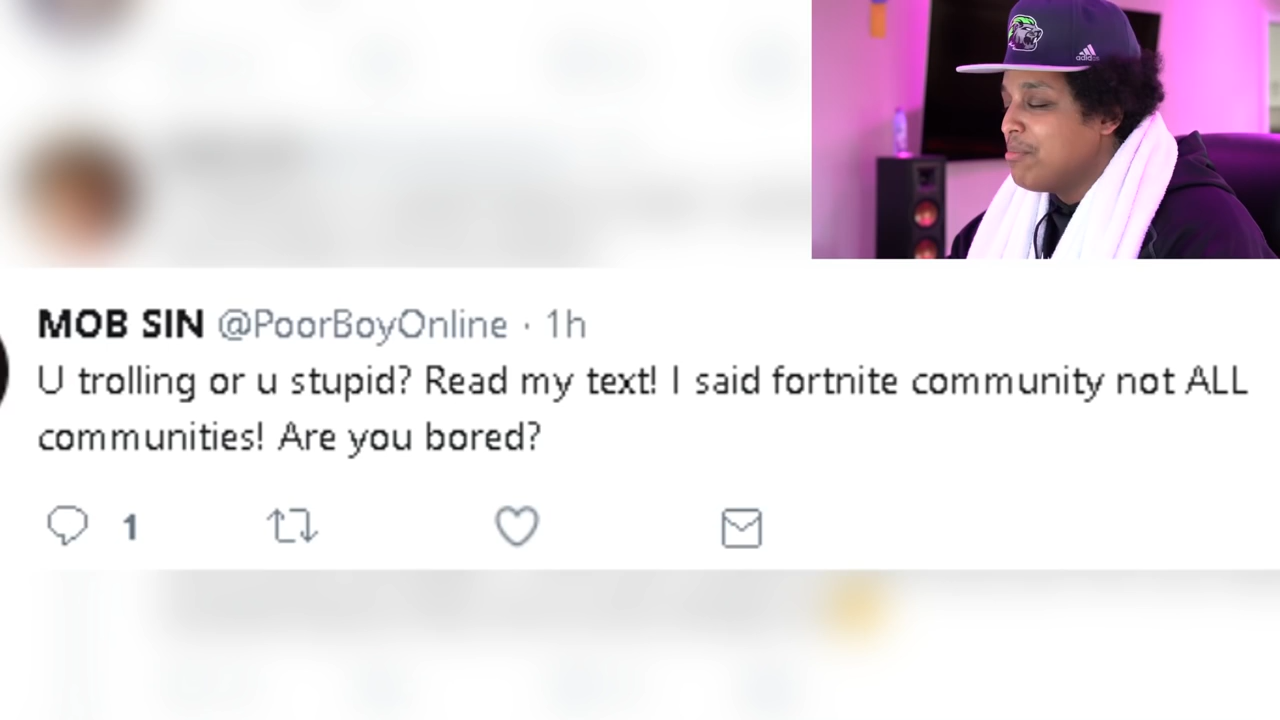 adidas
MOB SIN @PoorBoyOnline · 1h
U trolling or u stupid? Read my text! I said fortnite community not ALL
communities! Are you bored?
1